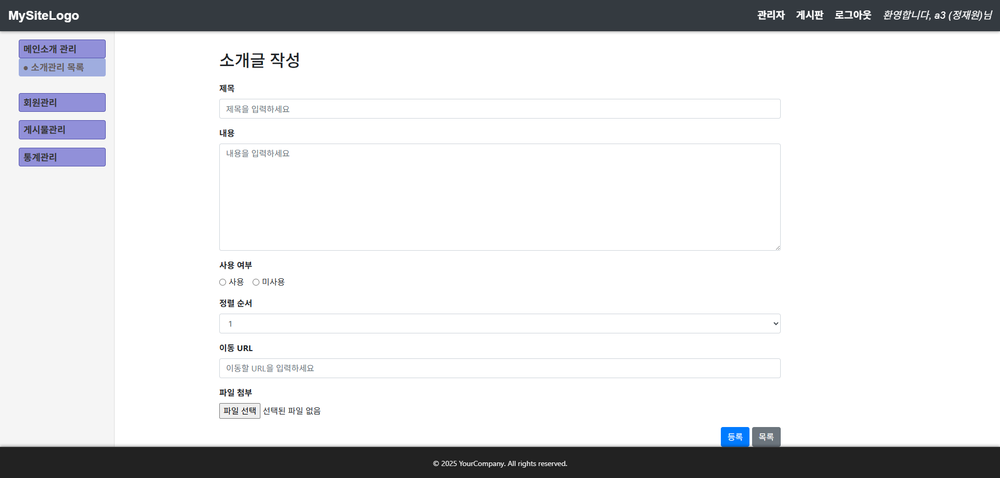 MySiteLogo
관리자 게시판 로그아웃 환영합니다, a3 (정재원)님
메인소개 관리
● 소개관리 목록
회원관리
게시물관리
통계관리
소개글 작성
제목
제목을 입력하세요
내용
내용을 입력하세요
사용 여부
사용 미사용
정렬 순서
1
이동 URL
이동할 URL을 입력하세요
파일 첨부
파일 선택 선택된 파일 없음
등록 목록
© 2025 YourCompany. All rights reserved.